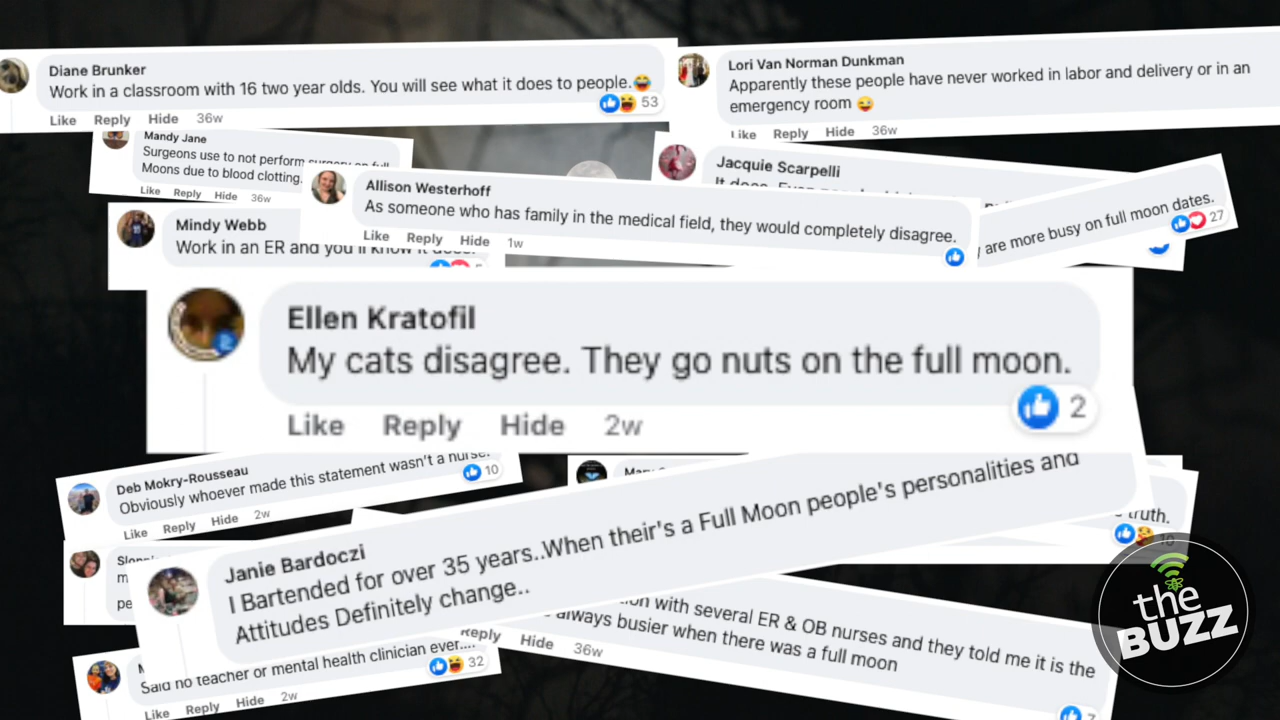 Diane Brunker
Work in a classroom with 16 two year olds. You will see what it does to people.😂
53
Like Reply Hide 36w
Lori Van Norman Dunkman
Apparently these people have never worked in labor and delivery or in an
emergency room 😂
Like Reply Hide 36w
Mandy Jane
Surgeons use to not perform surgery on full
Moons due to blood clotting.
Like Reply Hide 36w
Jacquie Scarpelli
It does.
are more busy on full moon dates.
27
Allison Westerhoff
As someone who has family in the medical field, they would completely disagree.
Like Reply Hide 1w
Mindy Webb
Work in an ER and you'll know it does.
Ellen Kratofil
My cats disagree. They go nuts on the full moon.
2
Like Reply Hide 2w
Deb Mokry-Rousseau
Obviously whoever made this statement wasn't a nurse.
10
Like Reply Hide 2w
truth.
10
Janie Bardoczi
I Bartended for over 35 years..When their's a Full Moon people's personalities and
Attitudes Definitely change..
with several ER & OB nurses and they told me it is the
always busier when there was a full moon
Reply Hide 36w
7
Said no teacher or mental health clinician ever....
32
Like Reply Hide 2w
the
BUZZ